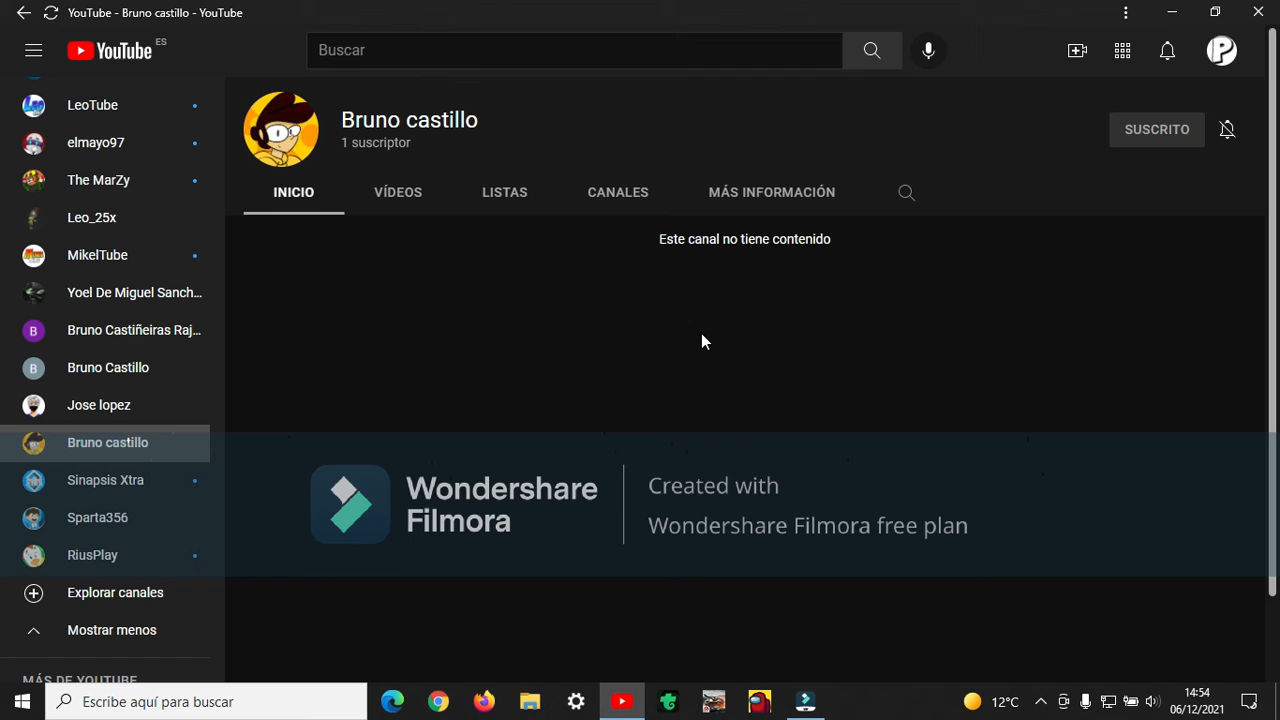 YouTube - Bruno castillo - YouTube
YouTube ES
Buscar
LeoTube
elmayo97
The MarZy
Leo_25x
MikelTube
Yoel De Miguel Sanch...
B Bruno Castiñeiras Raj...
B Bruno Castillo
Jose lopez
Bruno castillo
Sinapsis Xtra
Sparta356
RiusPlay
Explorar canales
Mostrar menos
MÁS DE YOUTUBE
Bruno castillo
1 suscriptor
SUSCRITO
INICIO VÍDEOS LISTAS CANALES MÁS INFORMACIÓN
Este canal no tiene contenido
Wondershare
Filmora
Created with
Wondershare Filmora free plan
Escribe aquí para buscar
12°C
14:54
06/12/2021